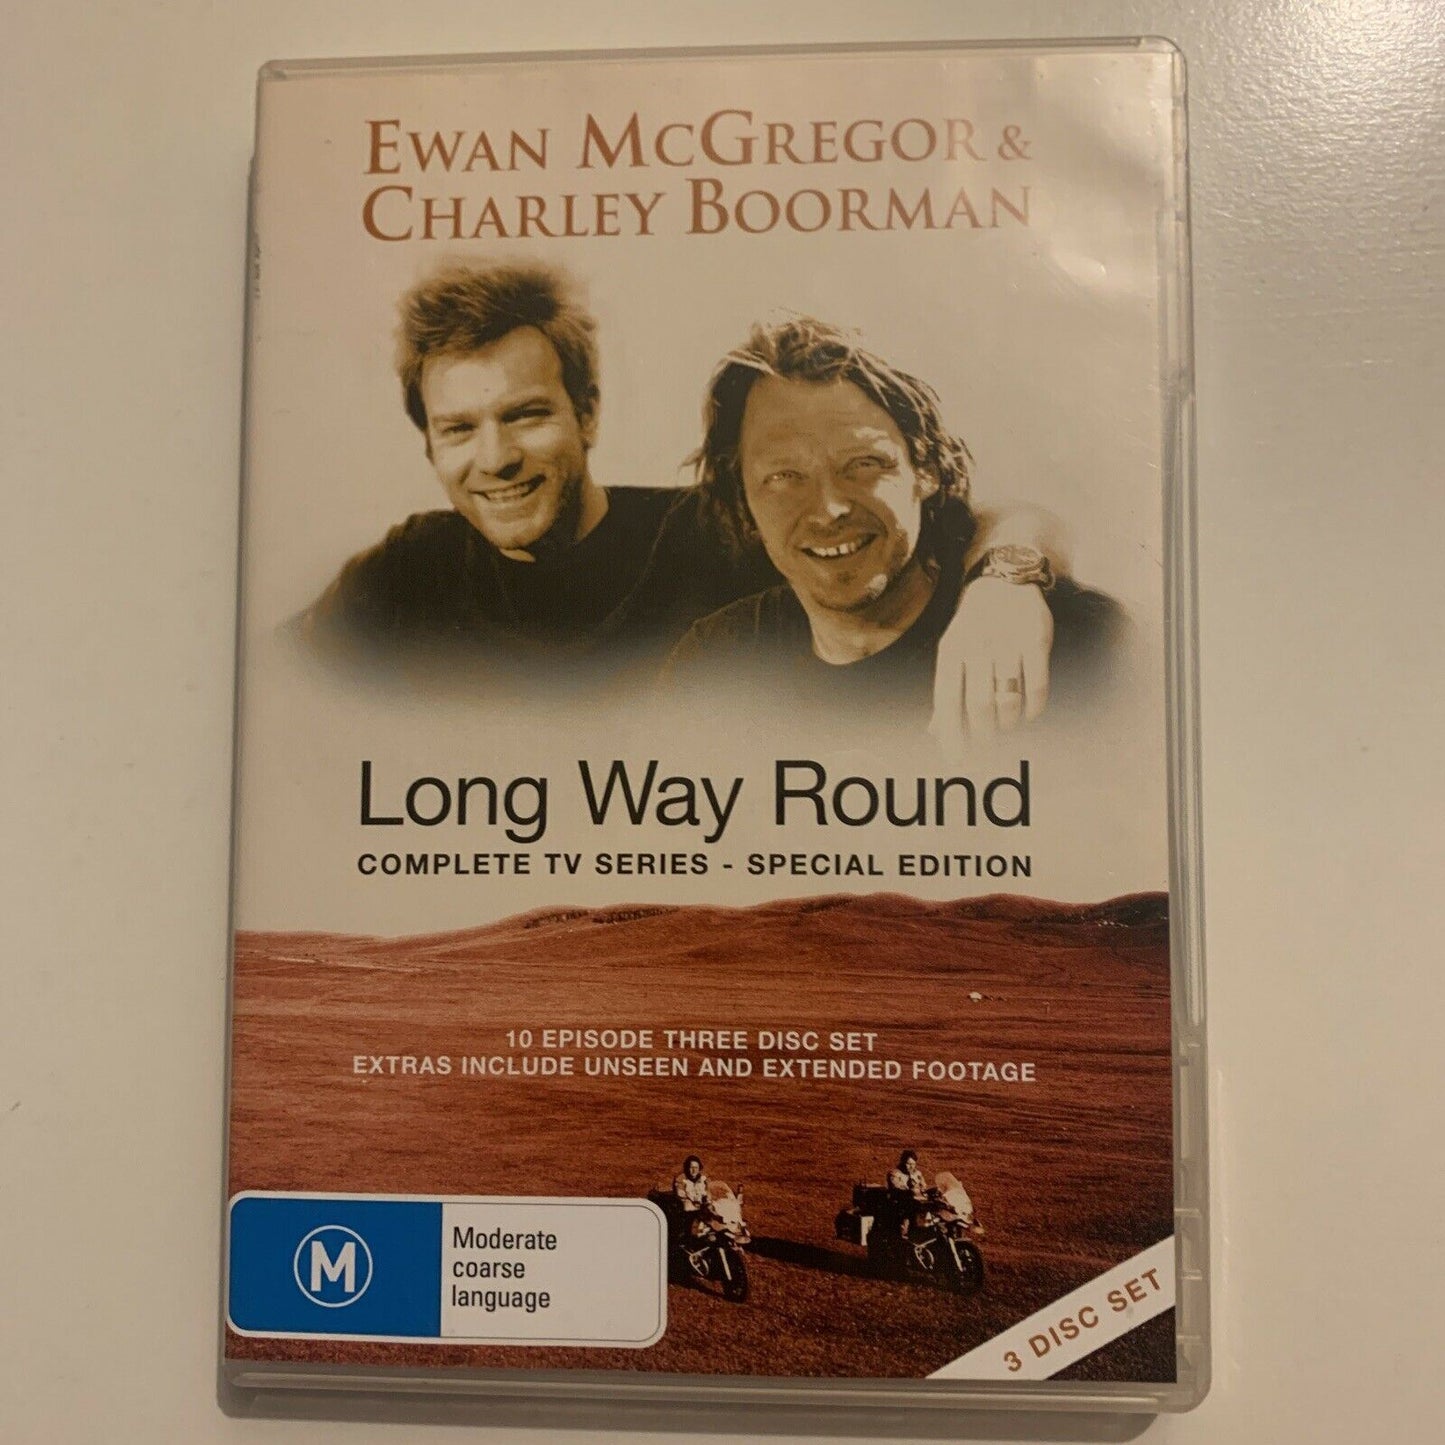 EWAN MCGREGOR &
CHARLEY BOORMAN
Long Way Round
COMPLETE TV SERIES - SPECIAL EDITION
10 EPISODE THREE DISC SET
EXTRAS INCLUDE UNSEEN AND EXTENDED FOOTAGE
M
Moderate
coarse
language
3 DISC SET